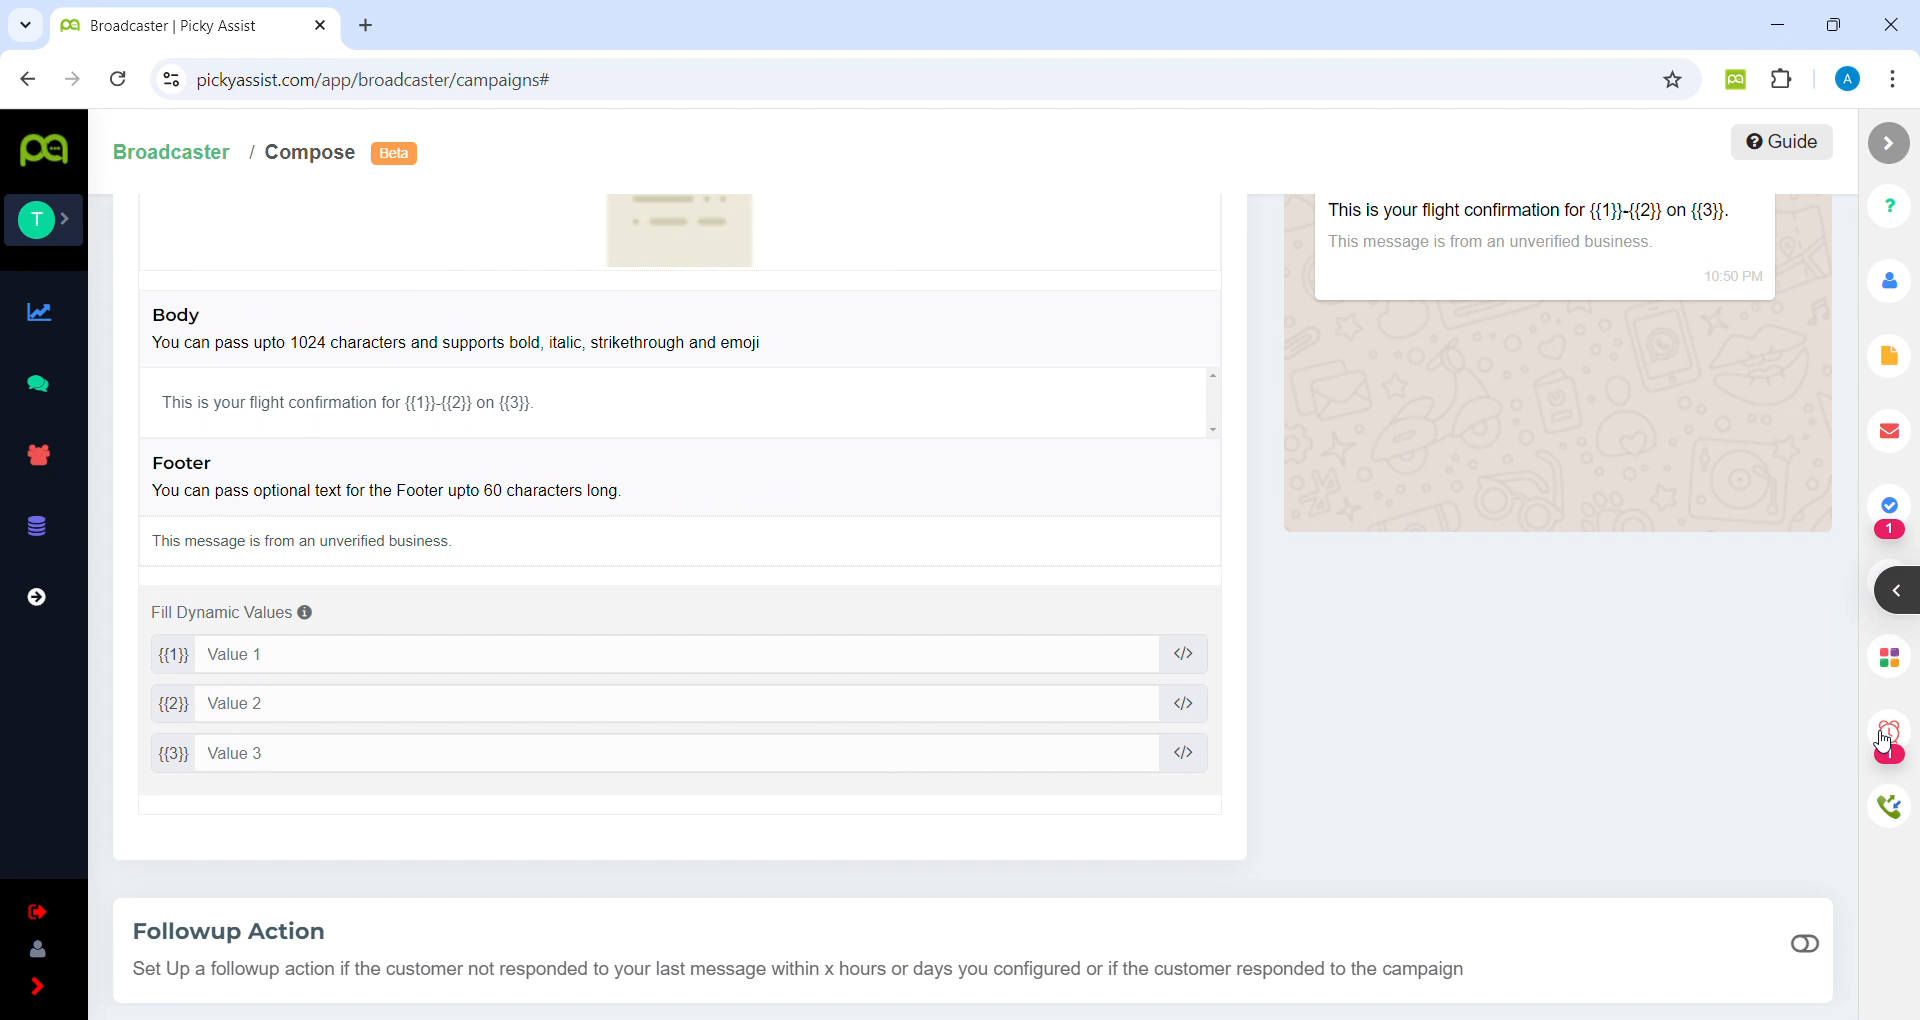 Broadcaster | Picky Assist
pickyassist.com/app/broadcaster/campaigns#
A
T
Broadcaster / Compose Beta
Guide
This is your flight confirmation for {{1}}-{{2}} on {{3}}.
This message is from an unverified business.
10:50 PM
Body
You can pass upto 1024 characters and supports bold, italic, strikethrough and emoji
This is your flight confirmation for {{1}}-{{2}} on {{3}}.
Footer
You can pass optional text for the Footer upto 60 characters long.
This message is from an unverified business.
Fill Dynamic Values
{{1}} Value 1 </>
{{2}} Value 2 </>
{{3}} Value 3 </>
1
1
Followup Action
Set Up a followup action if the customer not responded to your last message within x hours or days you configured or if the customer responded to the campaign